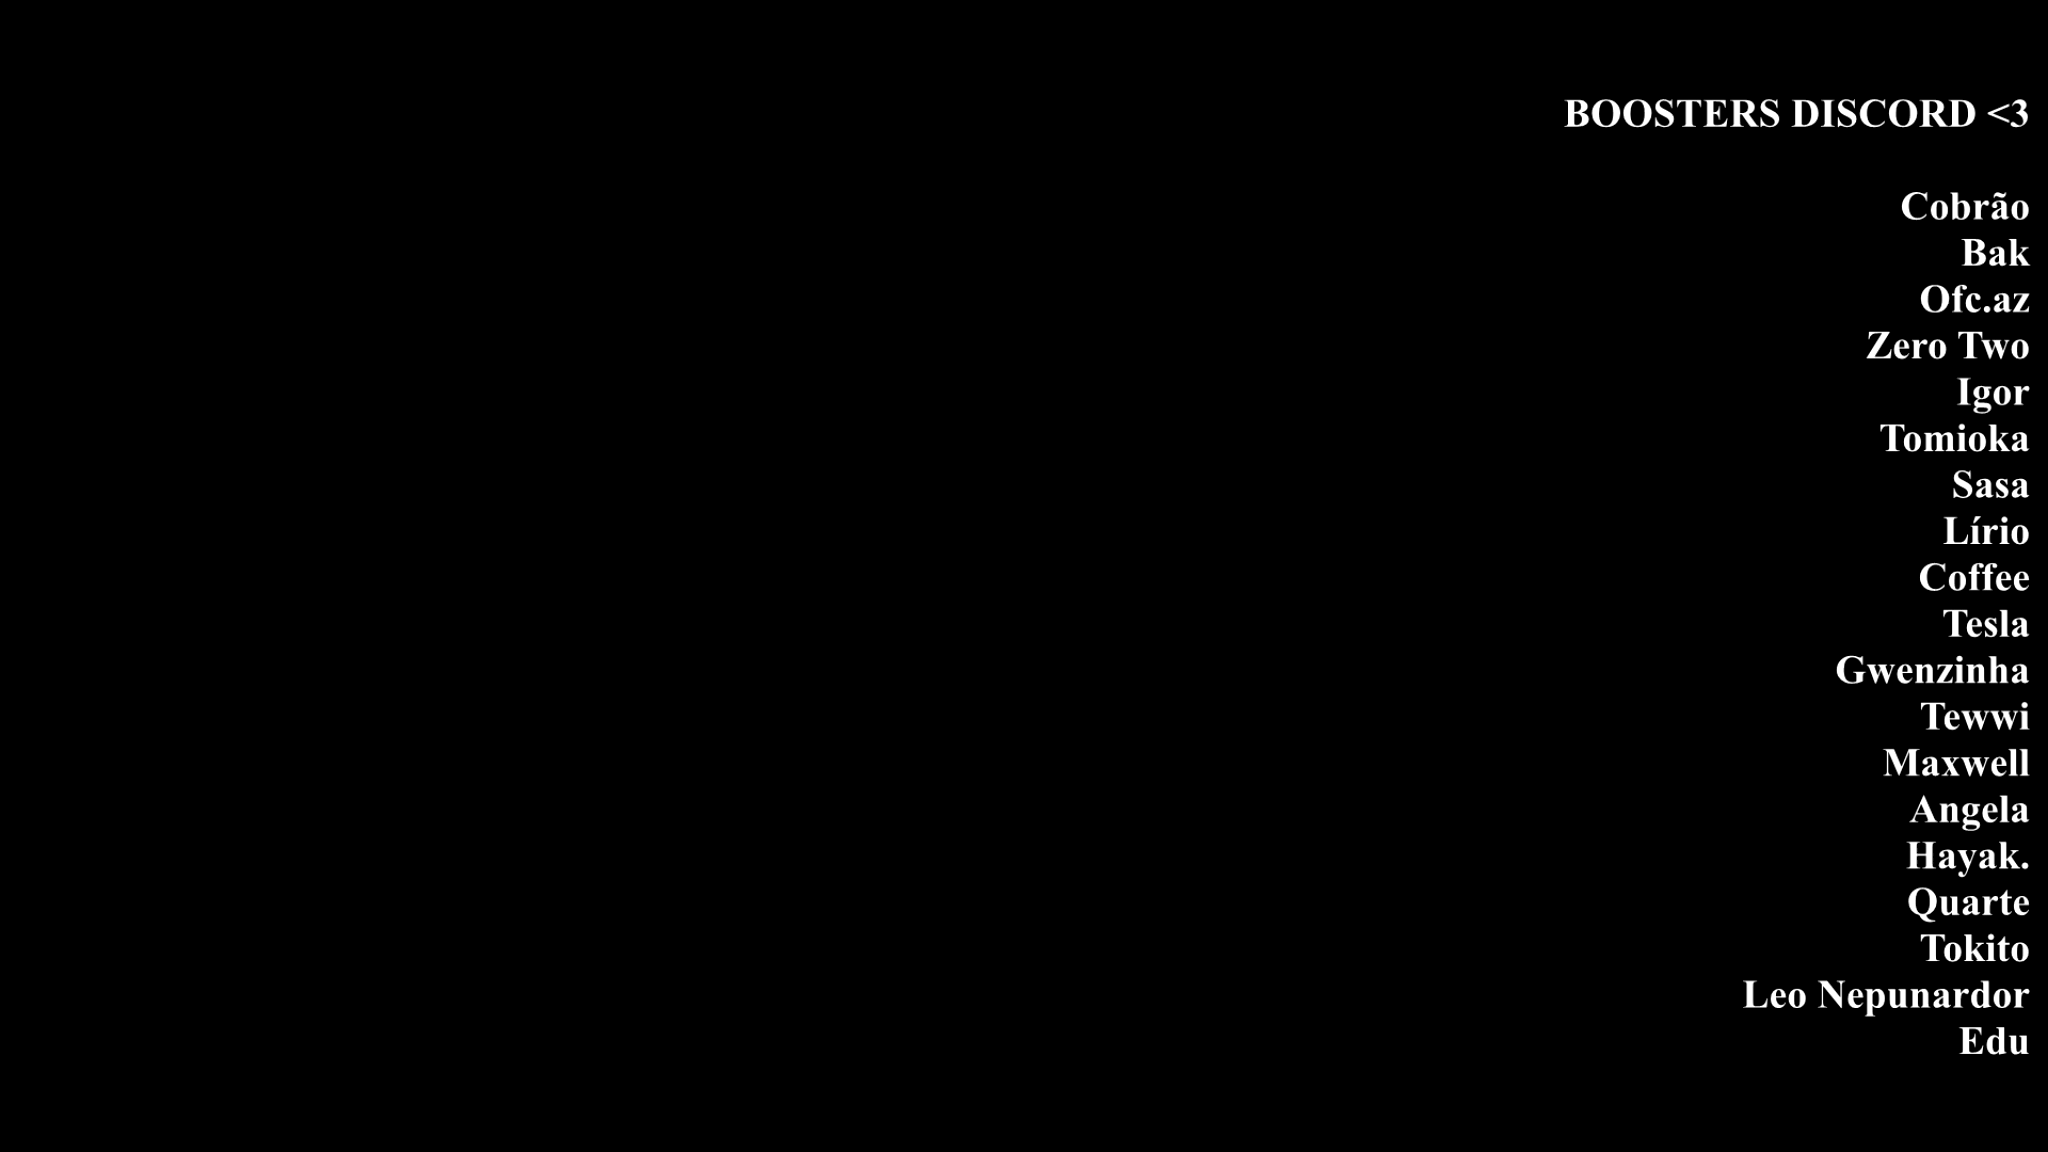 BOOSTERS DISCORD <3
Cobrão
Bak
Ofc.az
Zero Two
Igor
Tomioka
Sasa
Lírio
Coffee
Tesla
Gwenzinha
Tewwi
Maxwell
Angela
Hayak.
Quarte
Tokito
Leo Nepunardor
Edu